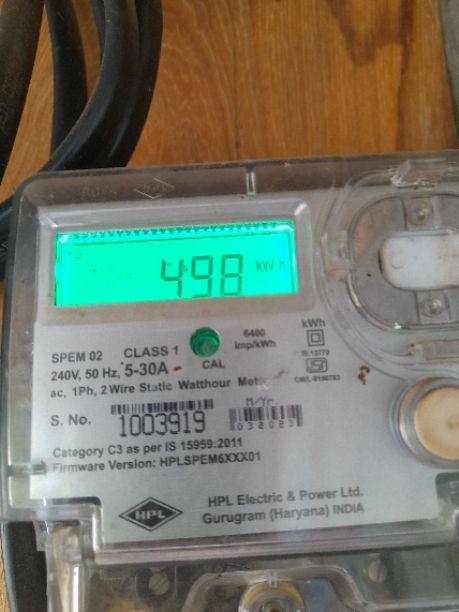 498 kWh
6400
imp/kWh
kWh
SPEM 02 CLASS 1
240V, 50 Hz, 5-30A CAL
IS:13779
ac, 1Ph, 2 Wire Static Watthour
M/Yr.
S. No. 1003919
Category C3 as per IS 15959:2011
Firmware Version: HPLSPEM6XXX01
HPL
HPL Electric & Power Ltd.
Gurugram (Haryana) INDIA